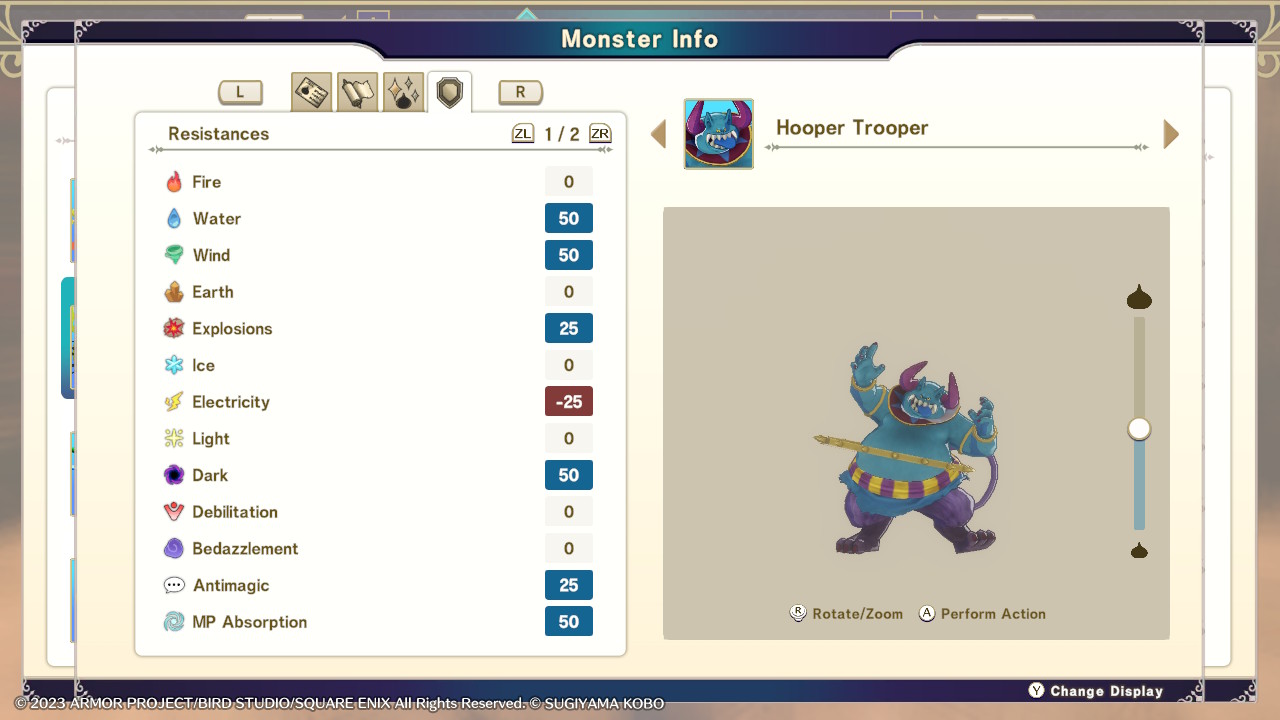 Monster Info
L
R
Resistances
ZL 1 / 2 ZR
Hooper Trooper
Fire 0
Water 50
Wind 50
Earth 0
Explosions 25
Ice 0
Electricity -25
Light 0
Dark 50
Debilitation 0
Bedazzlement 0
Antimagic 25
MP Absorption 50
R Rotate/Zoom A Perform Action
Y Change Display
© 2023 ARMOR PROJECT/BIRD STUDIO/SQUARE ENIX All Rights Reserved. © SUGIYAMA KOBO